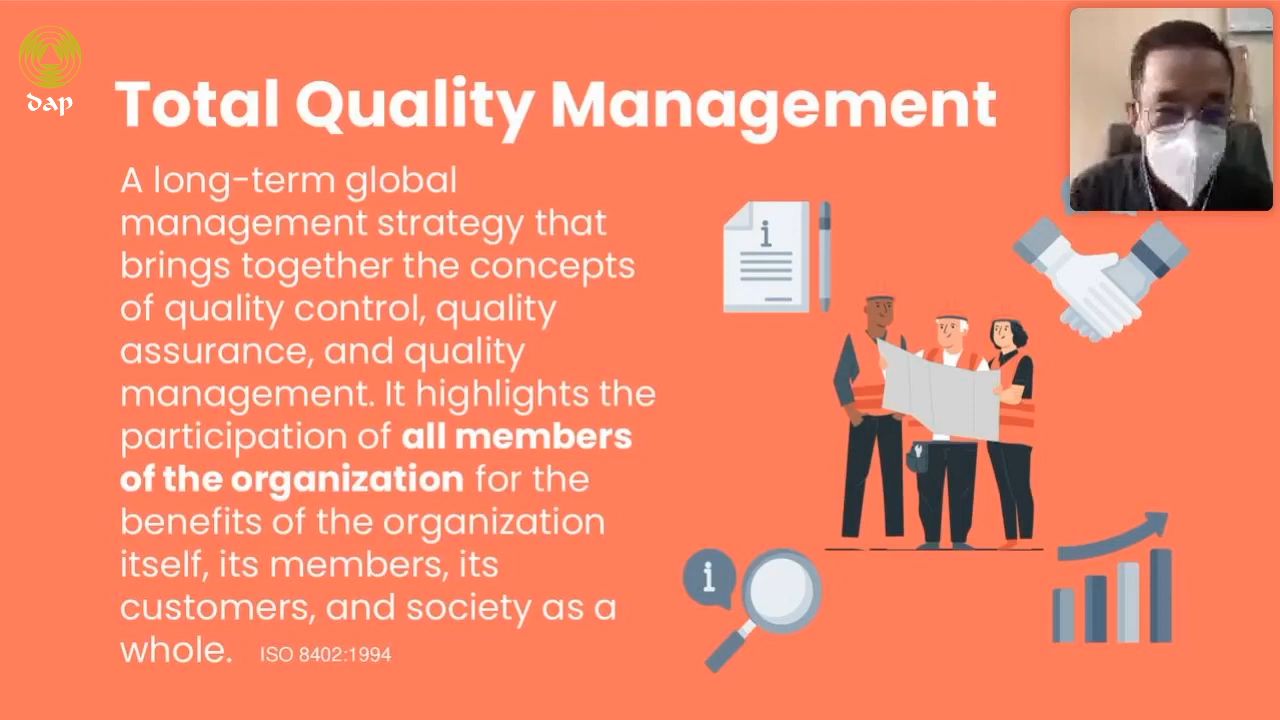 dap
Total Quality Management
A long-term global
management strategy that
brings together the concepts
of quality control, quality
assurance, and quality
management. It highlights the
participation of all members
of the organization for the
benefits of the organization
itself, its members, its
customers, and society as a
whole. ISO 8402:1994
i
i